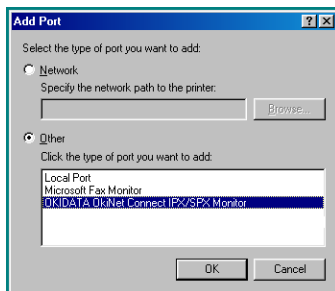 Add Port
Select the type of port you want to add:
Network
Specify the network path to the printer:
Browse...
Other
Click the type of port you want to add:
Local Port
Microsoft Fax Monitor
OKIDATA OkiNet Connect IPX/SPX Monitor
OK Cancel